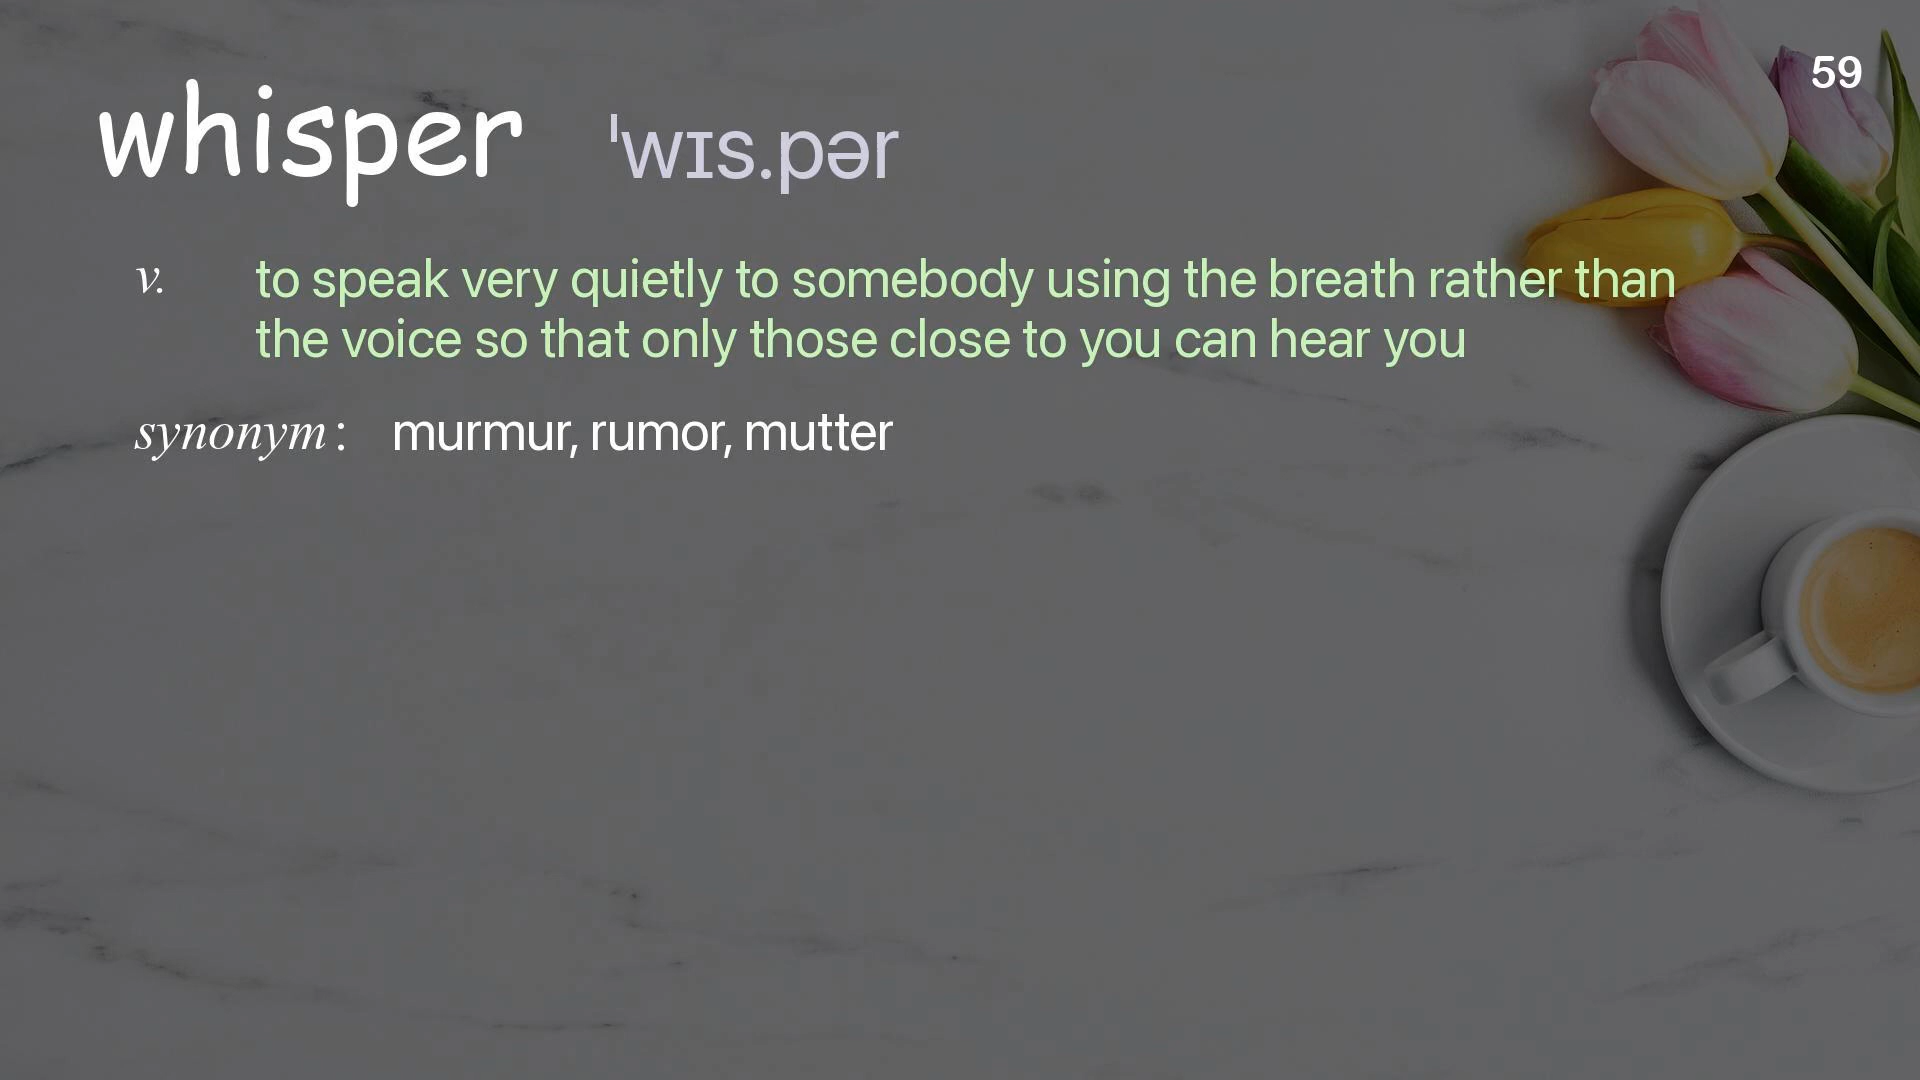 59
whisper ˈwɪs.pər
v. to speak very quietly to somebody using the breath rather than
the voice so that only those close to you can hear you
synonym: murmur, rumor, mutter